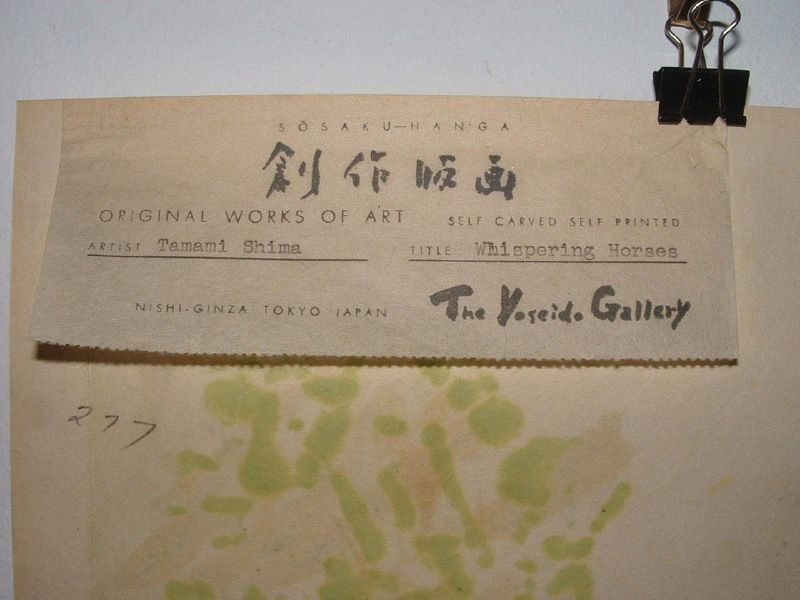 SŌSAKU—HANGA
創作版画
ORIGINAL WORKS OF ART SELF CARVED SELF PRINTED
ARTIST Tamami Shima TITLE Whispering Horses
NISHI-GINZA TOKYO JAPAN The Yoseido Gallery
277